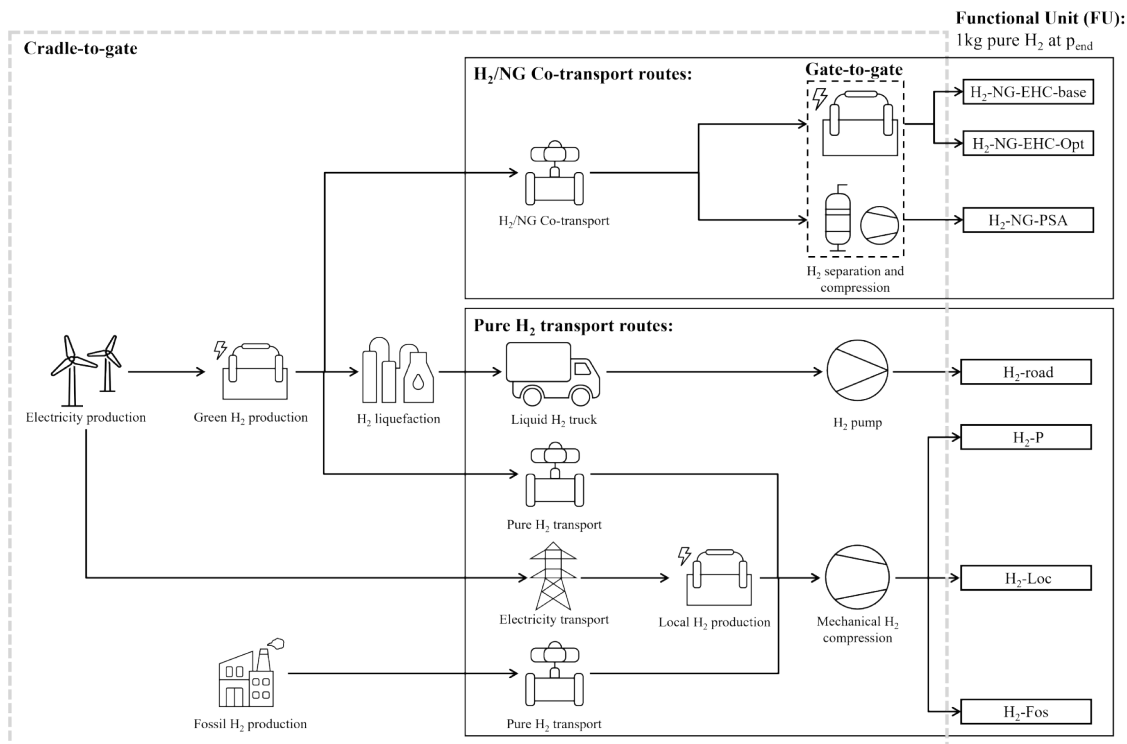 Functional Unit (FU):
1kg pure H₂ at pₑₙd
Cradle-to-gate
H₂/NG Co-transport routes:
Gate-to-gate
H₂-NG-EHC-base
H₂-NG-EHC-Opt
H₂/NG Co-transport
H₂-NG-PSA
H₂ separation and
compression
Pure H₂ transport routes:
Electricity production
Green H₂ production
H₂ liquefaction
Liquid H₂ truck
H₂ pump
H₂-road
H₂-P
Pure H₂ transport
Electricity transport
Local H₂ production
Mechanical H₂
compression
H₂-Loc
Fossil H₂ production
Pure H₂ transport
H₂-Fos